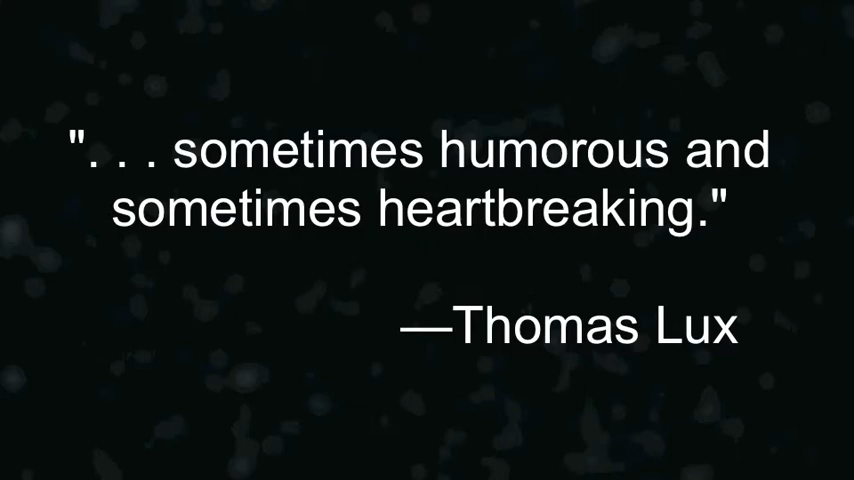 ". . . sometimes humorous and
sometimes heartbreaking."
—Thomas Lux